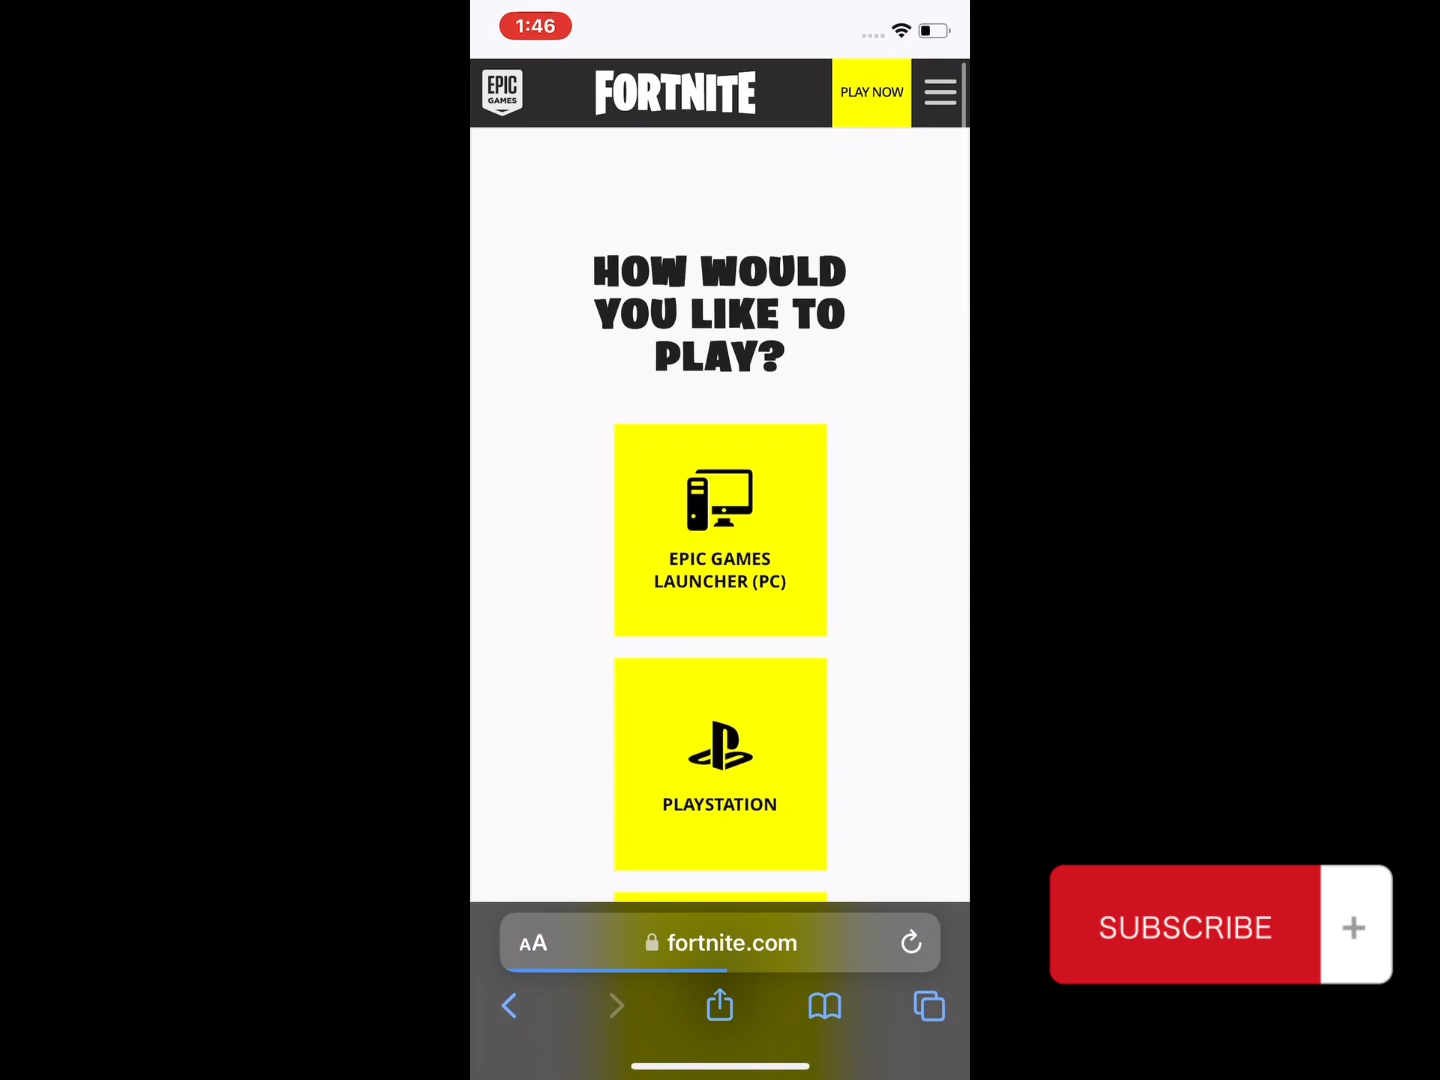 1:46
EPIC
GAMES
FORTNITE
PLAY NOW
HOW WOULD
YOU LIKE TO
PLAY?
EPIC GAMES
LAUNCHER (PC)
PLAYSTATION
AA
fortnite.com
SUBSCRIBE
+